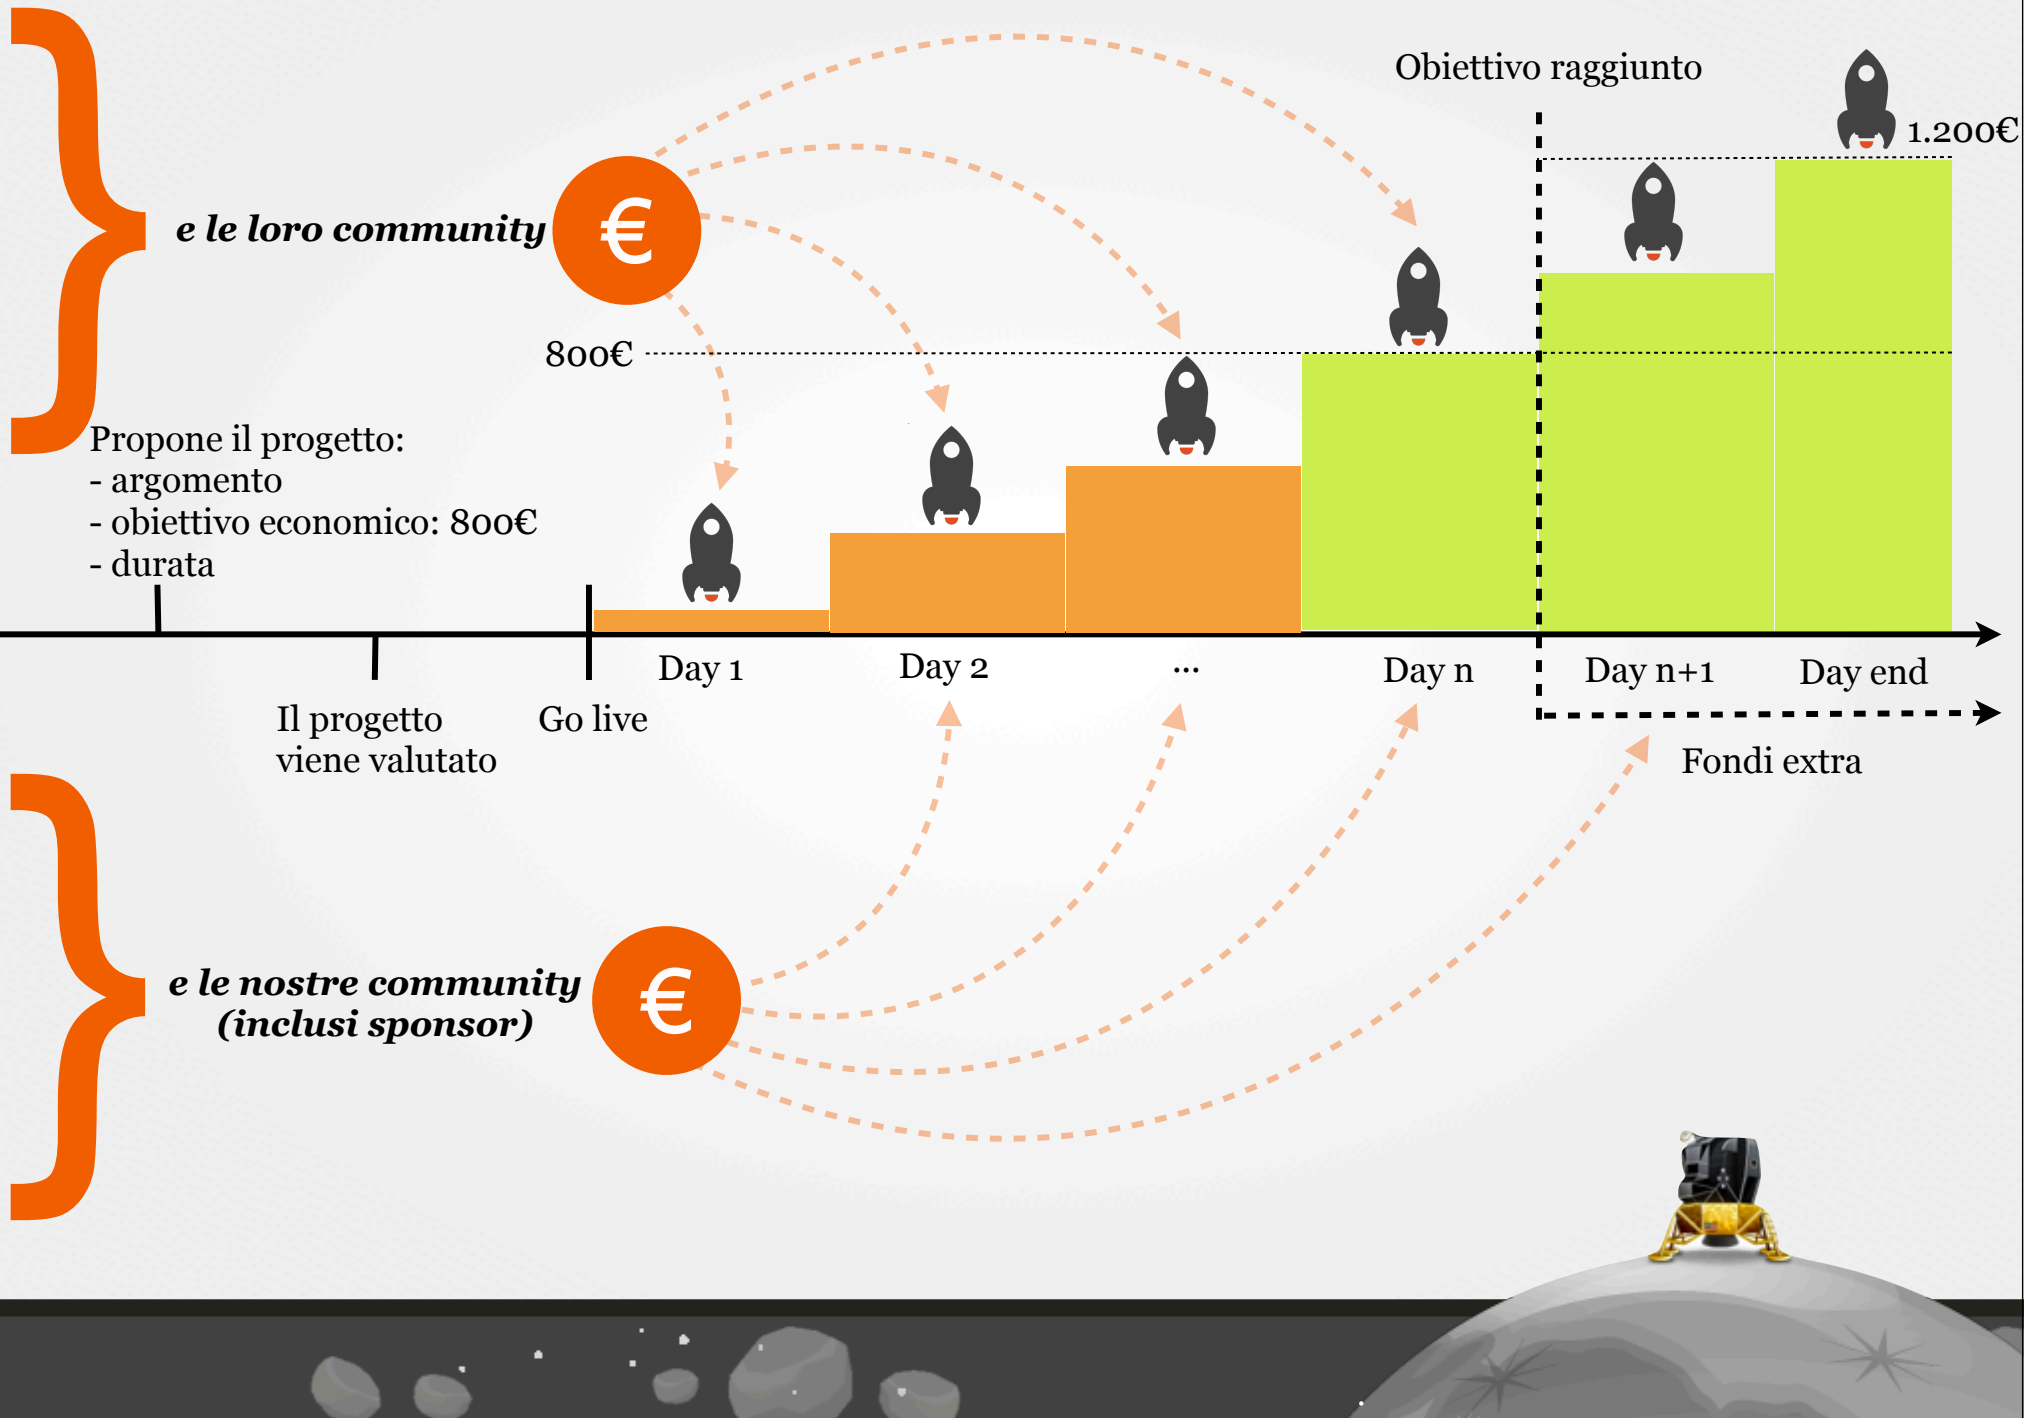 Obiettivo raggiunto
1.200€
e le loro community
€
800€
Propone il progetto:
- argomento
- obiettivo economico: 800€
- durata
Day 1
Day 2
...
Day n
Day n+1
Day end
Il progetto
viene valutato
Go live
Fondi extra
e le nostre community
(inclusi sponsor)
€